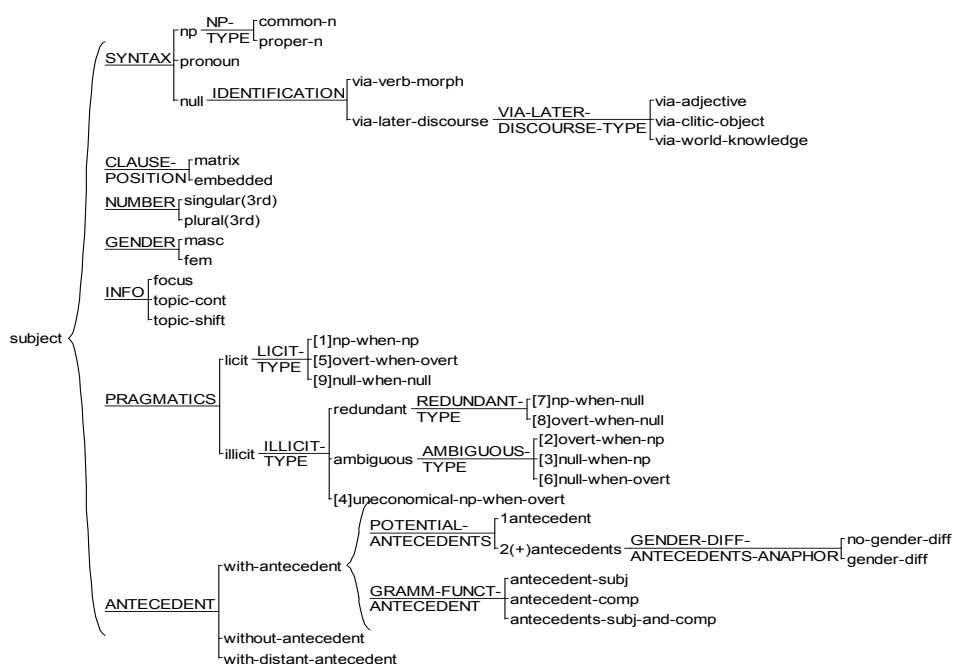 subject
SYNTAX
np
NP-
TYPE
common-n
proper-n
pronoun
null
IDENTIFICATION
via-verb-morph
via-later-discourse
VIA-LATER-
DISCOURSE-TYPE
via-adjective
via-clitic-object
via-world-knowledge
CLAUSE-
POSITION
matrix
embedded
NUMBER
singular(3rd)
plural(3rd)
GENDER
masc
fem
INFO
focus
topic-cont
topic-shift
PRAGMATICS
licit
LICIT-
TYPE
[1]np-when-np
[5]overt-when-overt
[9]null-when-null
illicit
ILLICIT-
TYPE
redundant
REDUNDANT-
TYPE
[7]np-when-null
[8]overt-when-null
ambiguous
AMBIGUOUS-
TYPE
[2]overt-when-np
[3]null-when-np
[6]null-when-overt
[4]uneconomical-np-when-overt
ANTECEDENT
with-antecedent
POTENTIAL-
ANTECEDENTS
1antecedent
2(+)antecedents
GENDER-DIFF-
ANTECEDENTS-ANAPHOR
no-gender-diff
gender-diff
GRAMM-FUNCT-
ANTECEDENT
antecedent-subj
antecedent-comp
antecedents-subj-and-comp
without-antecedent
with-distant-antecedent